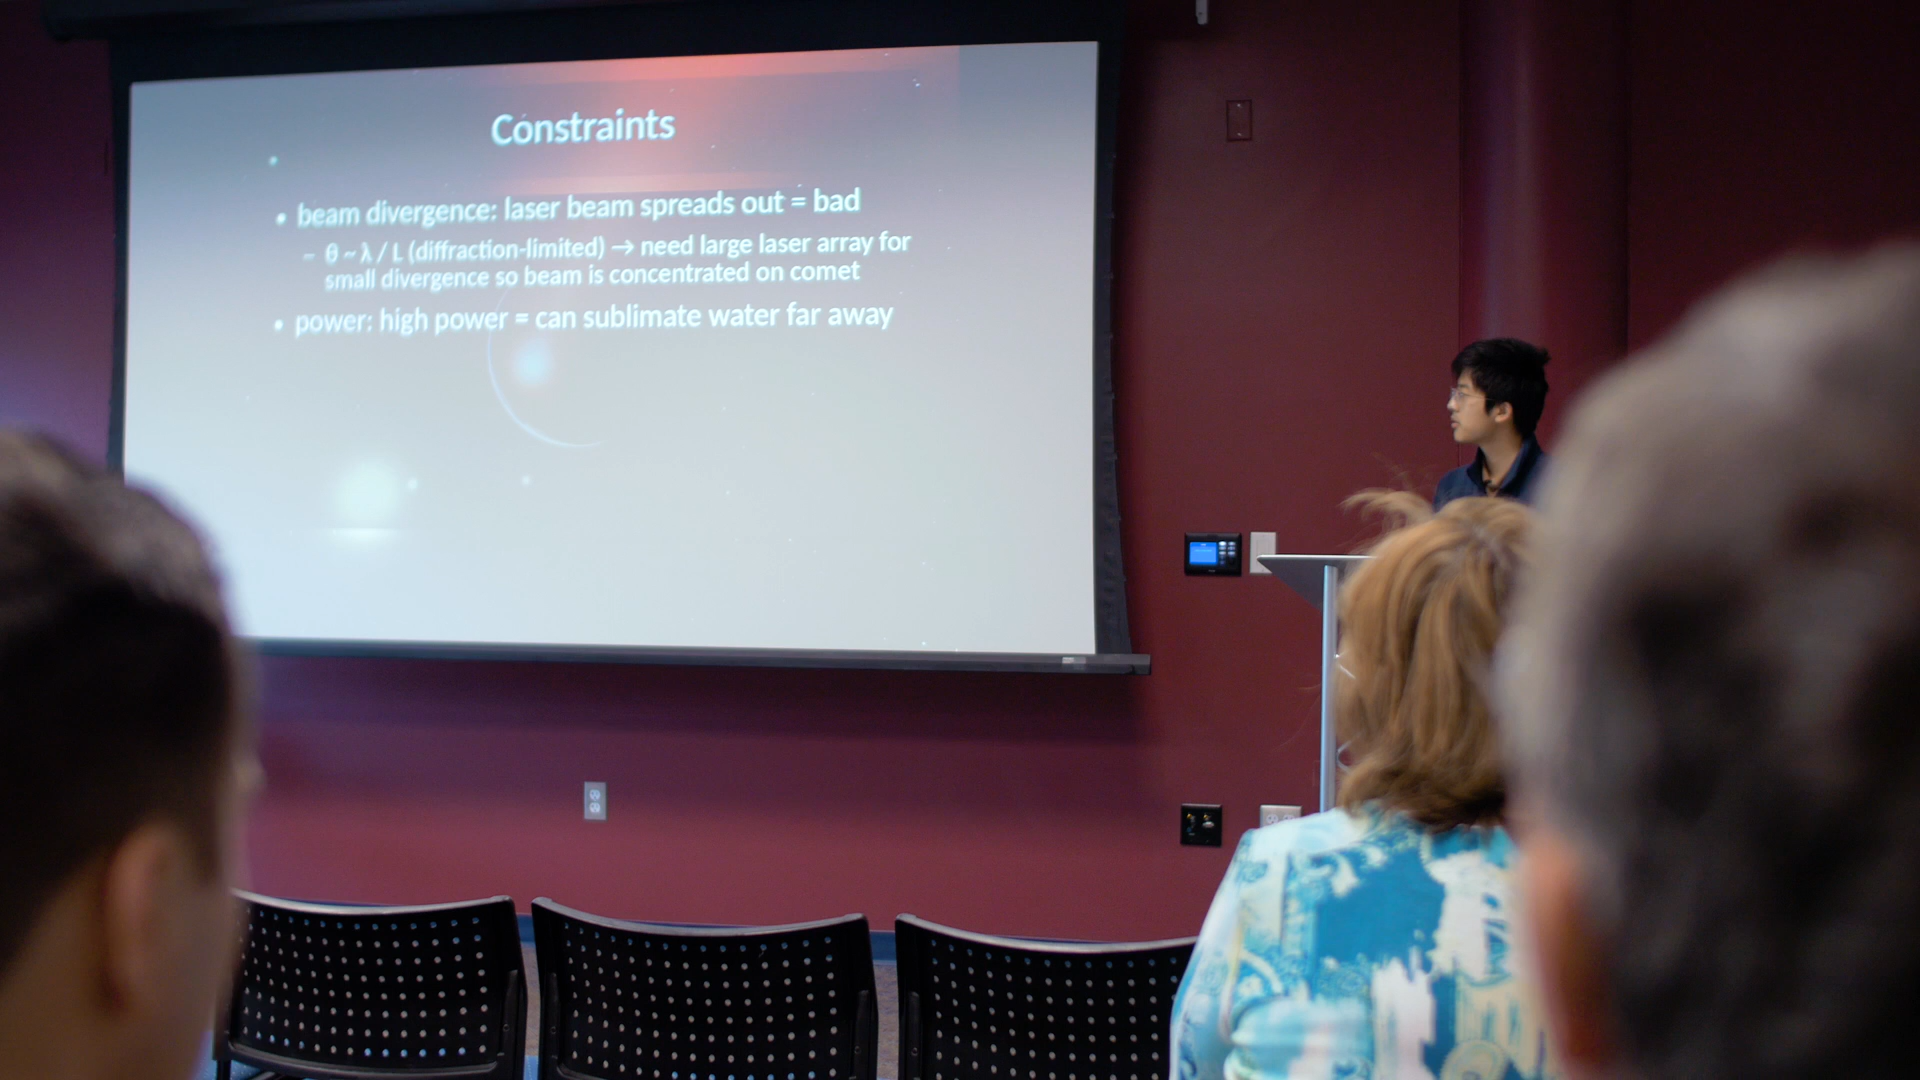 Constraints
• beam divergence: laser beam spreads out = bad
– θ ~ λ / L (diffraction-limited) → need large laser array for
small divergence so beam is concentrated on comet
• power: high power = can sublimate water far away